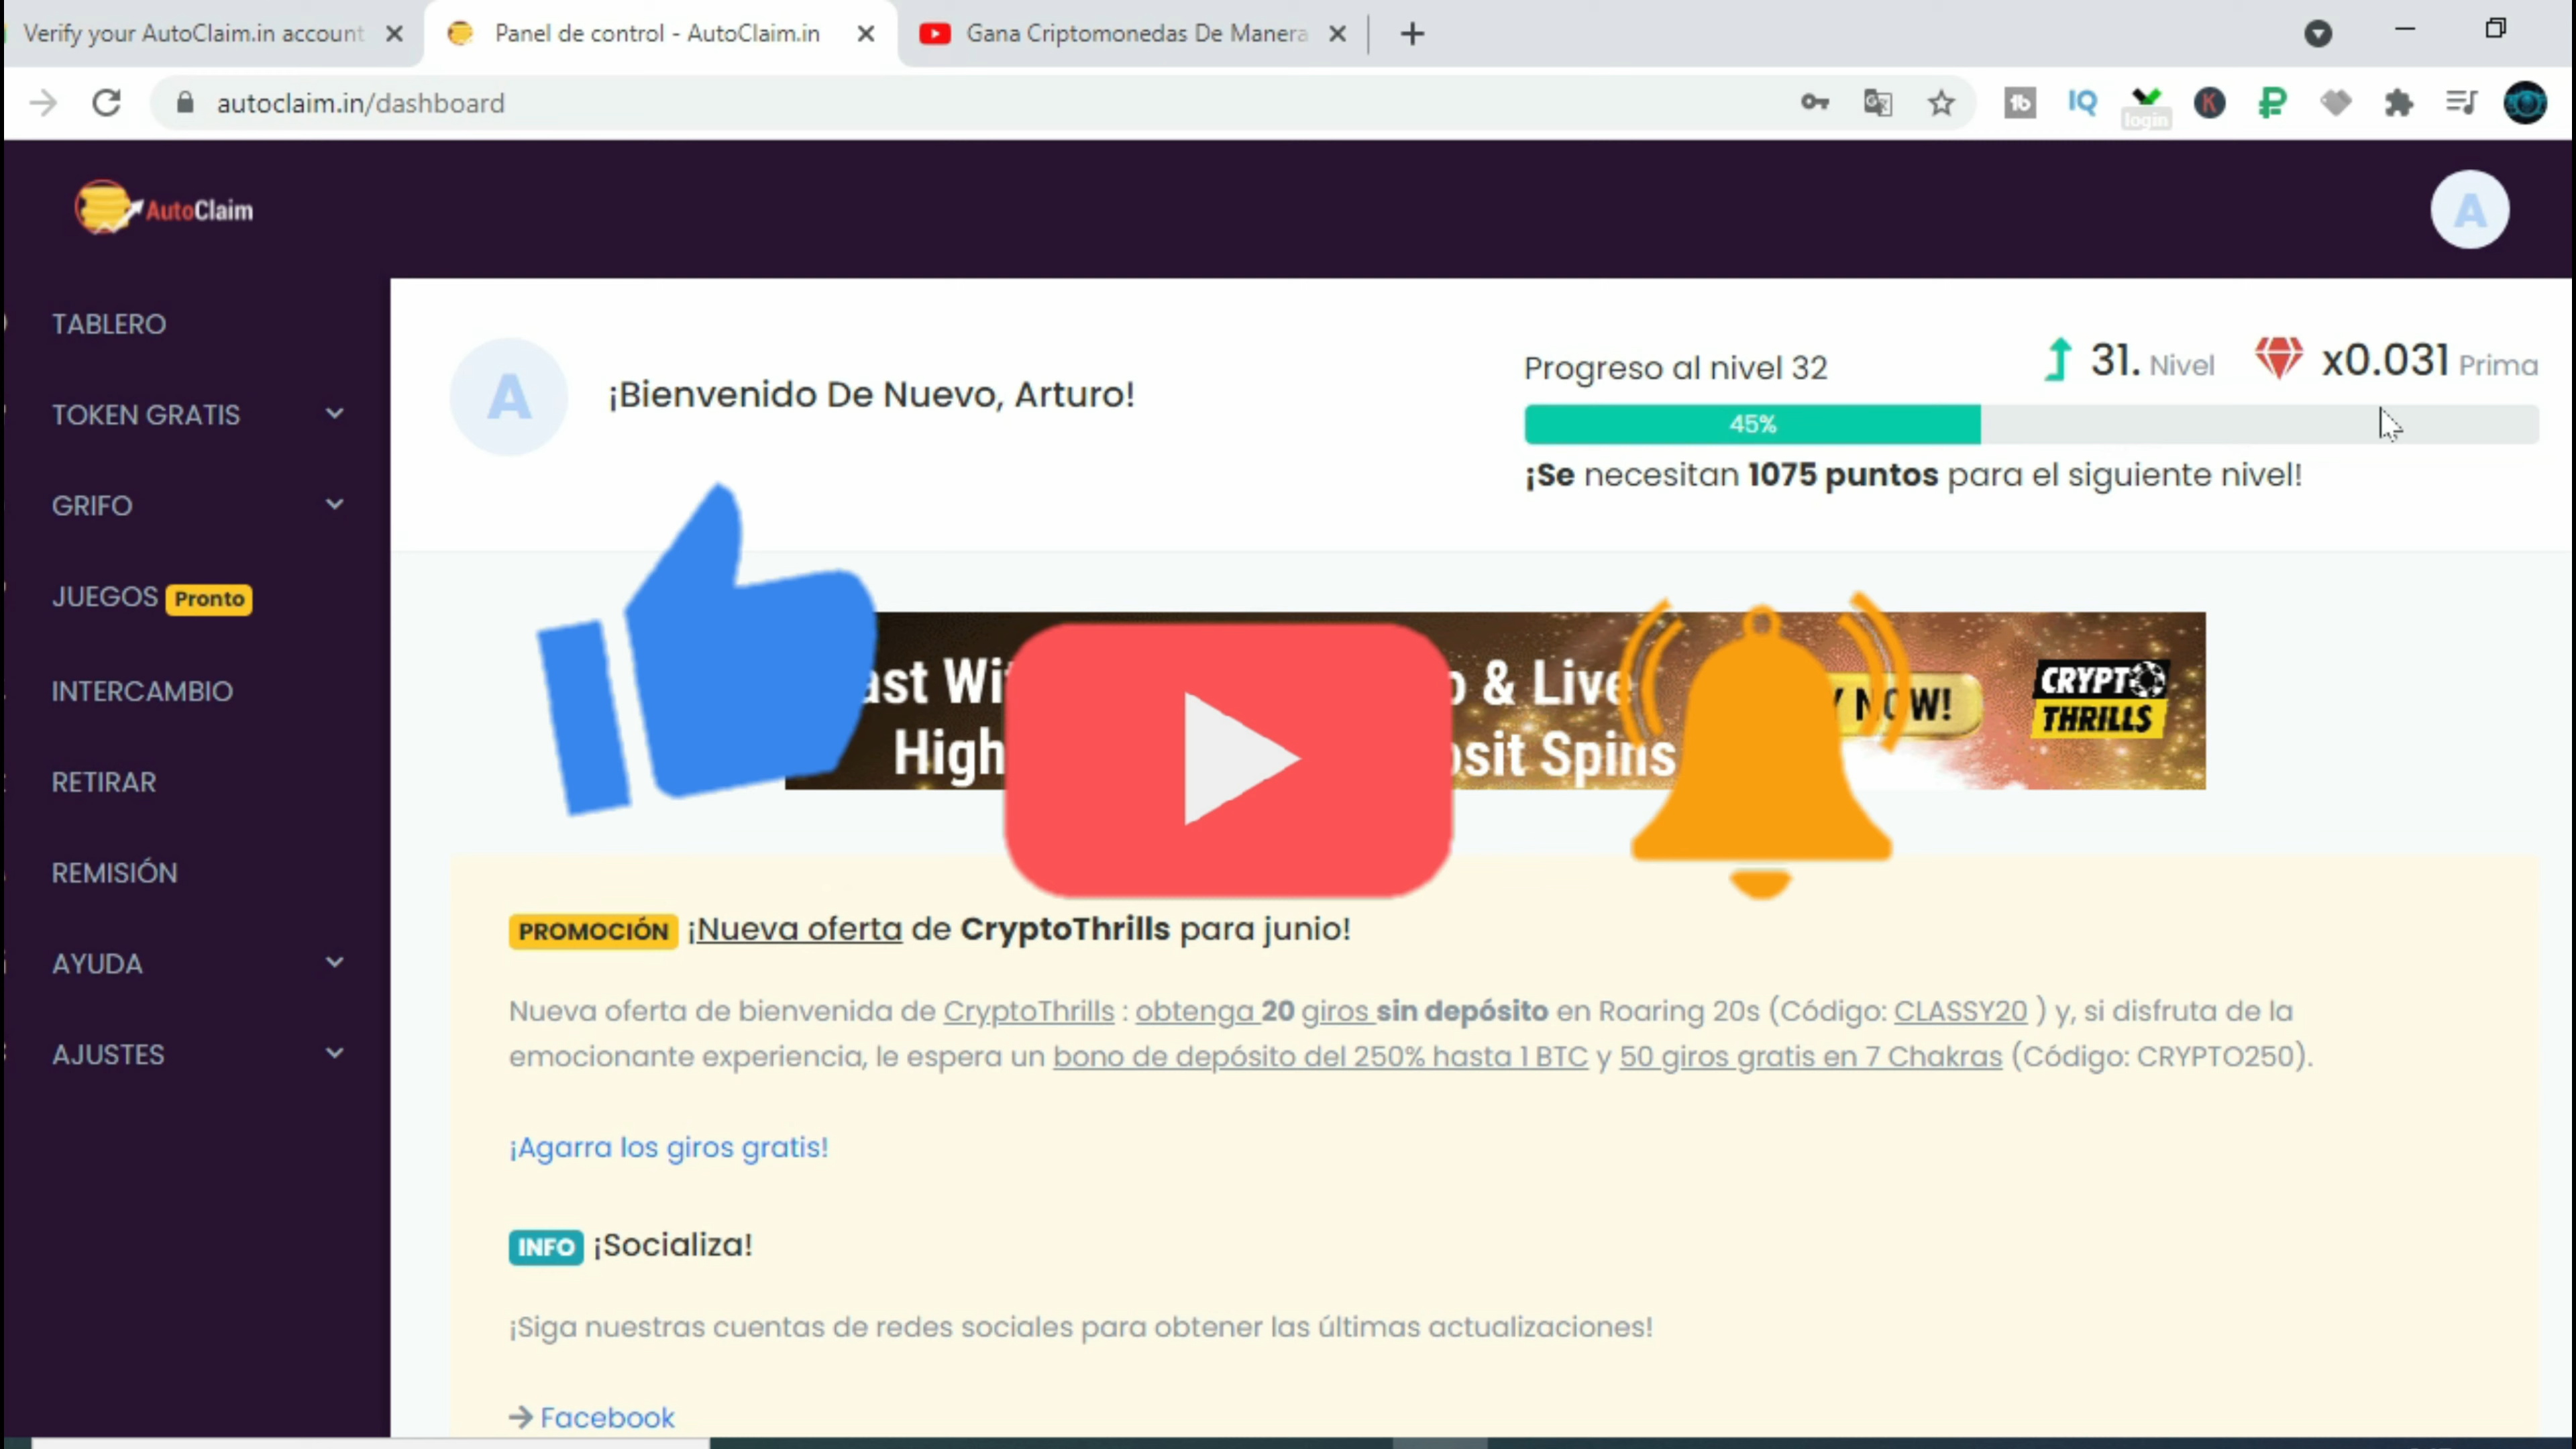 Verify your AutoClaim.in account
Panel de control - AutoClaim.in
Gana Criptomonedas De Manera
autoclaim.in/dashboard
tb
IQ
login
K
AutoClaim
A
TABLERO
TOKEN GRATIS
GRIFO
JUEGOS Pronto
INTERCAMBIO
RETIRAR
REMISIÓN
AYUDA
AJUSTES
A
¡Bienvenido De Nuevo, Arturo!
Progreso al nivel 32
31. Nivel
x0.031 Prima
45%
¡Se necesitan 1075 puntos para el siguiente nivel!
& Live
High
Spins
NOW!
CRYPTO
THRILLS
PROMOCIÓN ¡Nueva oferta de CryptoThrills para junio!
Nueva oferta de bienvenida de CryptoThrills : obtenga 20 giros sin depósito en Roaring 20s (Código: CLASSY20 ) y, si disfruta de la
emocionante experiencia, le espera un bono de depósito del 250% hasta 1 BTC y 50 giros gratis en 7 Chakras (Código: CRYPTO250).
¡Agarra los giros gratis!
INFO ¡Socializa!
¡Siga nuestras cuentas de redes sociales para obtener las últimas actualizaciones!
→ Facebook